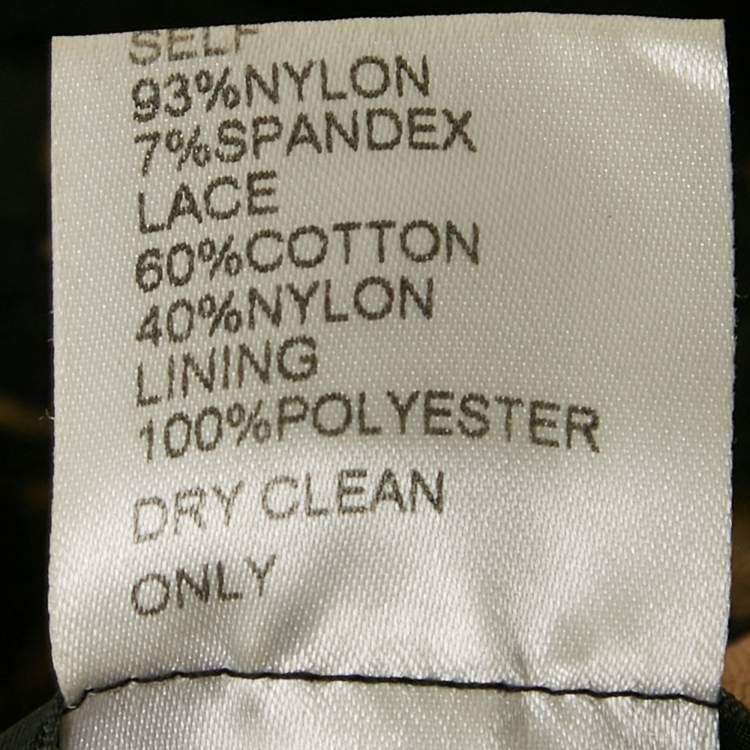 SELF
93%NYLON
7%SPANDEX
LACE
60%COTTON
40%NYLON
LINING
100%POLYESTER
DRY CLEAN
ONLY